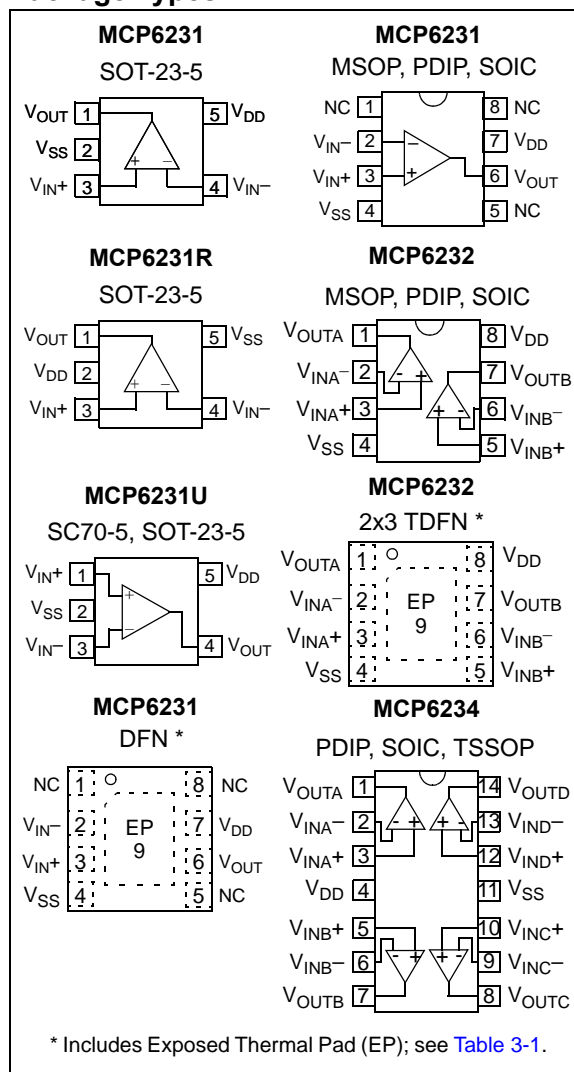 MCP6231
SOT-23-5
VOUT 1
5 VDD
VSS 2
VIN+ 3
4 VIN–
+ –
MCP6231
MSOP, PDIP, SOIC
NC 1
8 NC
VIN– 2
7 VDD
VIN+ 3
6 VOUT
VSS 4
5 NC
– +
MCP6231R
SOT-23-5
VOUT 1
5 VSS
VDD 2
VIN+ 3
4 VIN–
+ –
MCP6232
MSOP, PDIP, SOIC
VOUTA 1
8 VDD
VINA– 2
7 VOUTB
VINA+ 3
6 VINB–
VSS 4
5 VINB+
- +
+ -
MCP6231U
SC70-5, SOT-23-5
VIN+ 1
5 VDD
VSS 2
VIN– 3
4 VOUT
+ –
MCP6232
2x3 TDFN *
VOUTA 1
8 VDD
VINA– 2
7 VOUTB
VINA+ 3
6 VINB–
VSS 4
5 VINB+
EP
9
MCP6231
DFN *
NC 1
8 NC
VIN– 2
7 VDD
VIN+ 3
6 VOUT
VSS 4
5 NC
EP
9
MCP6234
PDIP, SOIC, TSSOP
VOUTA 1
14 VOUTD
VINA– 2
13 VIND–
VINA+ 3
12 VIND+
VDD 4
11 VSS
VINB+ 5
10 VINC+
VINB– 6
9 VINC–
VOUTB 7
8 VOUTC
- +
+ -
- +
+ -
* Includes Exposed Thermal Pad (EP); see Table 3-1.